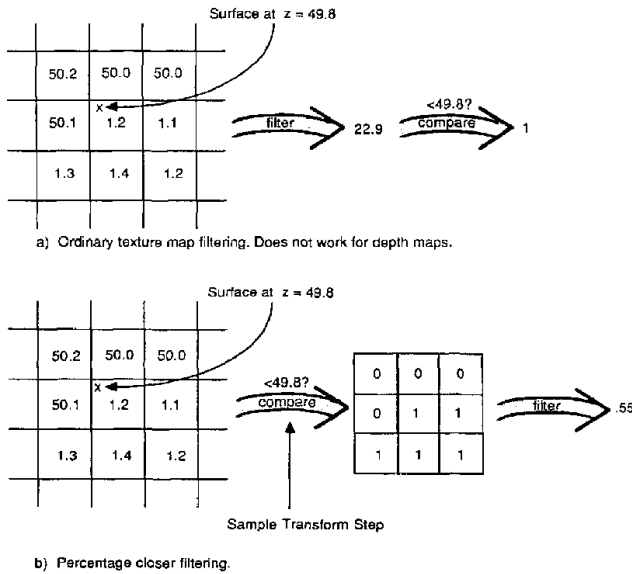 Surface at z = 49.8
50.2 50.0 50.0
x
50.1 1.2 1.1
1.3 1.4 1.2
filter
22.9
<49.8?
compare
1
a) Ordinary texture map filtering. Does not work for depth maps.
Surface at z = 49.8
50.2 50.0 50.0
x
50.1 1.2 1.1
1.3 1.4 1.2
<49.8?
compare
0 0 0
0 1 1
1 1 1
filter
.55
Sample Transform Step
b) Percentage closer filtering.